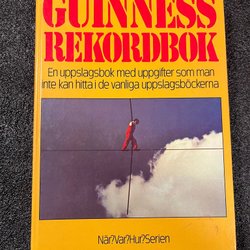 GUINNESS
REKORDBOK
En uppslagsbok med uppgifter som man
inte kan hitta i de vanliga uppslagsböckerna
När?Var?Hur?Serien